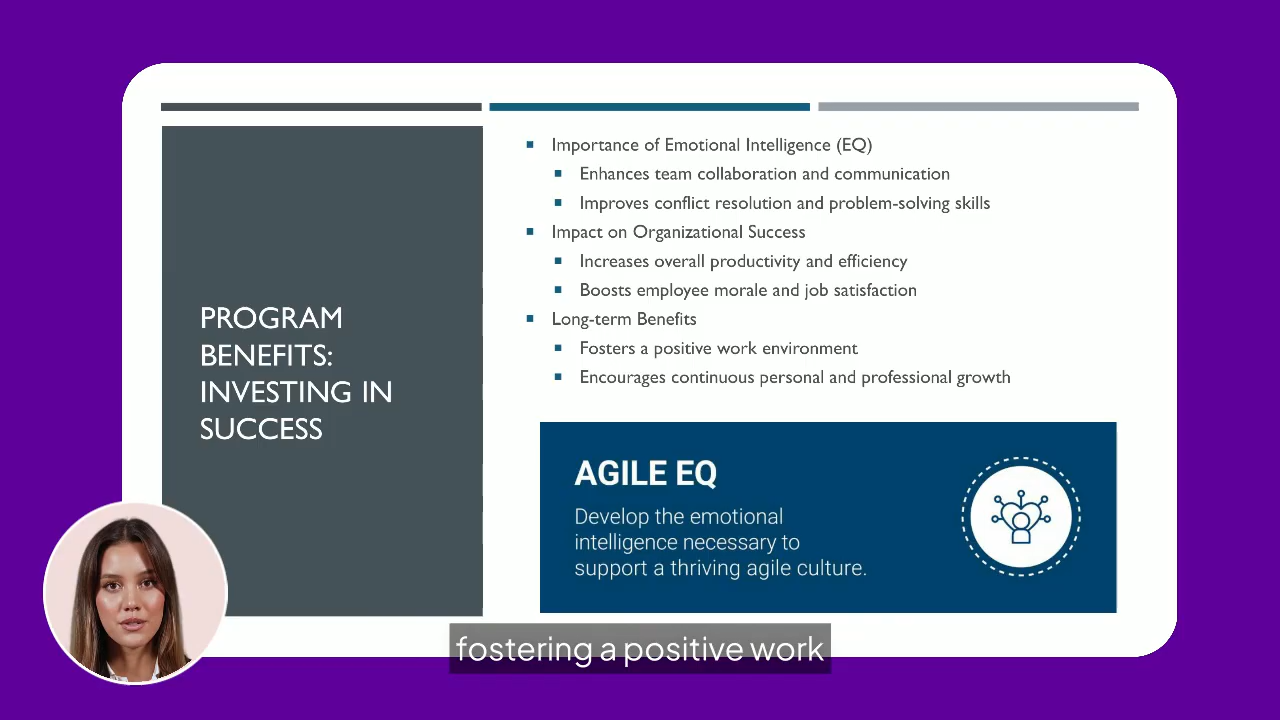 PROGRAM
BENEFITS:
INVESTING IN
SUCCESS
Importance of Emotional Intelligence (EQ)
Enhances team collaboration and communication
Improves conflict resolution and problem-solving skills
Impact on Organizational Success
Increases overall productivity and efficiency
Boosts employee morale and job satisfaction
Long-term Benefits
Fosters a positive work environment
Encourages continuous personal and professional growth
AGILE EQ
Develop the emotional
intelligence necessary to
support a thriving agile culture.
fostering a positive work